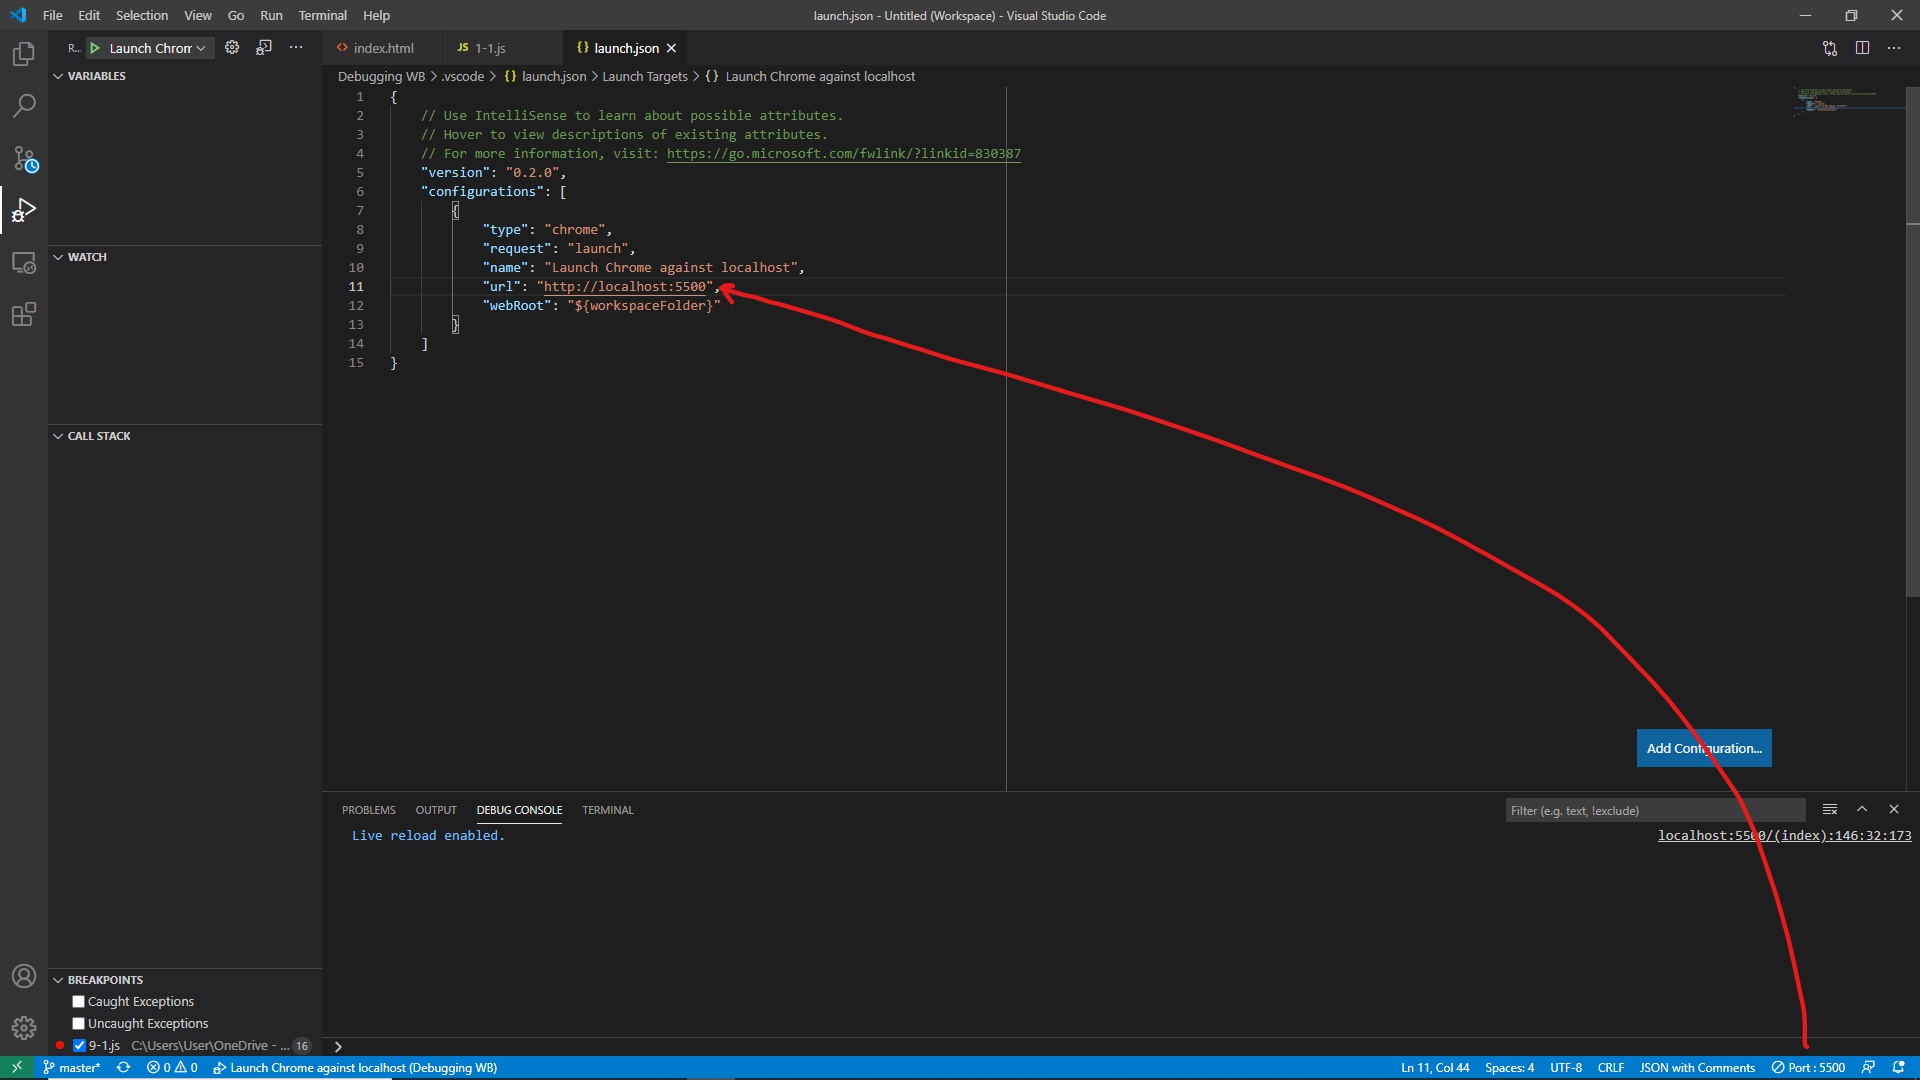 File Edit Selection View Go Run Terminal Help
launch.json - Untitled (Workspace) - Visual Studio Code
R... Launch Chrom
index.html
JS 1-1.js
{} launch.json
VARIABLES
WATCH
CALL STACK
BREAKPOINTS
Caught Exceptions
Uncaught Exceptions
9-1.js C:\Users\User\OneDrive - ... 16
Debugging WB > .vscode > {} launch.json > Launch Targets > {} Launch Chrome against localhost
1 {
2 // Use IntelliSense to learn about possible attributes.
3 // Hover to view descriptions of existing attributes.
4 // For more information, visit: https://go.microsoft.com/fwlink/?linkid=830387
5 "version": "0.2.0",
6 "configurations": [
7 {
8 "type": "chrome",
9 "request": "launch",
10 "name": "Launch Chrome against localhost",
11 "url": "http://localhost:5500",
12 "webRoot": "${workspaceFolder}"
13 }
14 ]
15 }
Add Configuration...
PROBLEMS OUTPUT DEBUG CONSOLE TERMINAL
Filter (e.g. text, !exclude)
Live reload enabled.
localhost:5500/(index):146:32:173
master* 0 0 Launch Chrome against localhost (Debugging WB)
Ln 11, Col 44 Spaces: 4 UTF-8 CRLF JSON with Comments Port : 5500